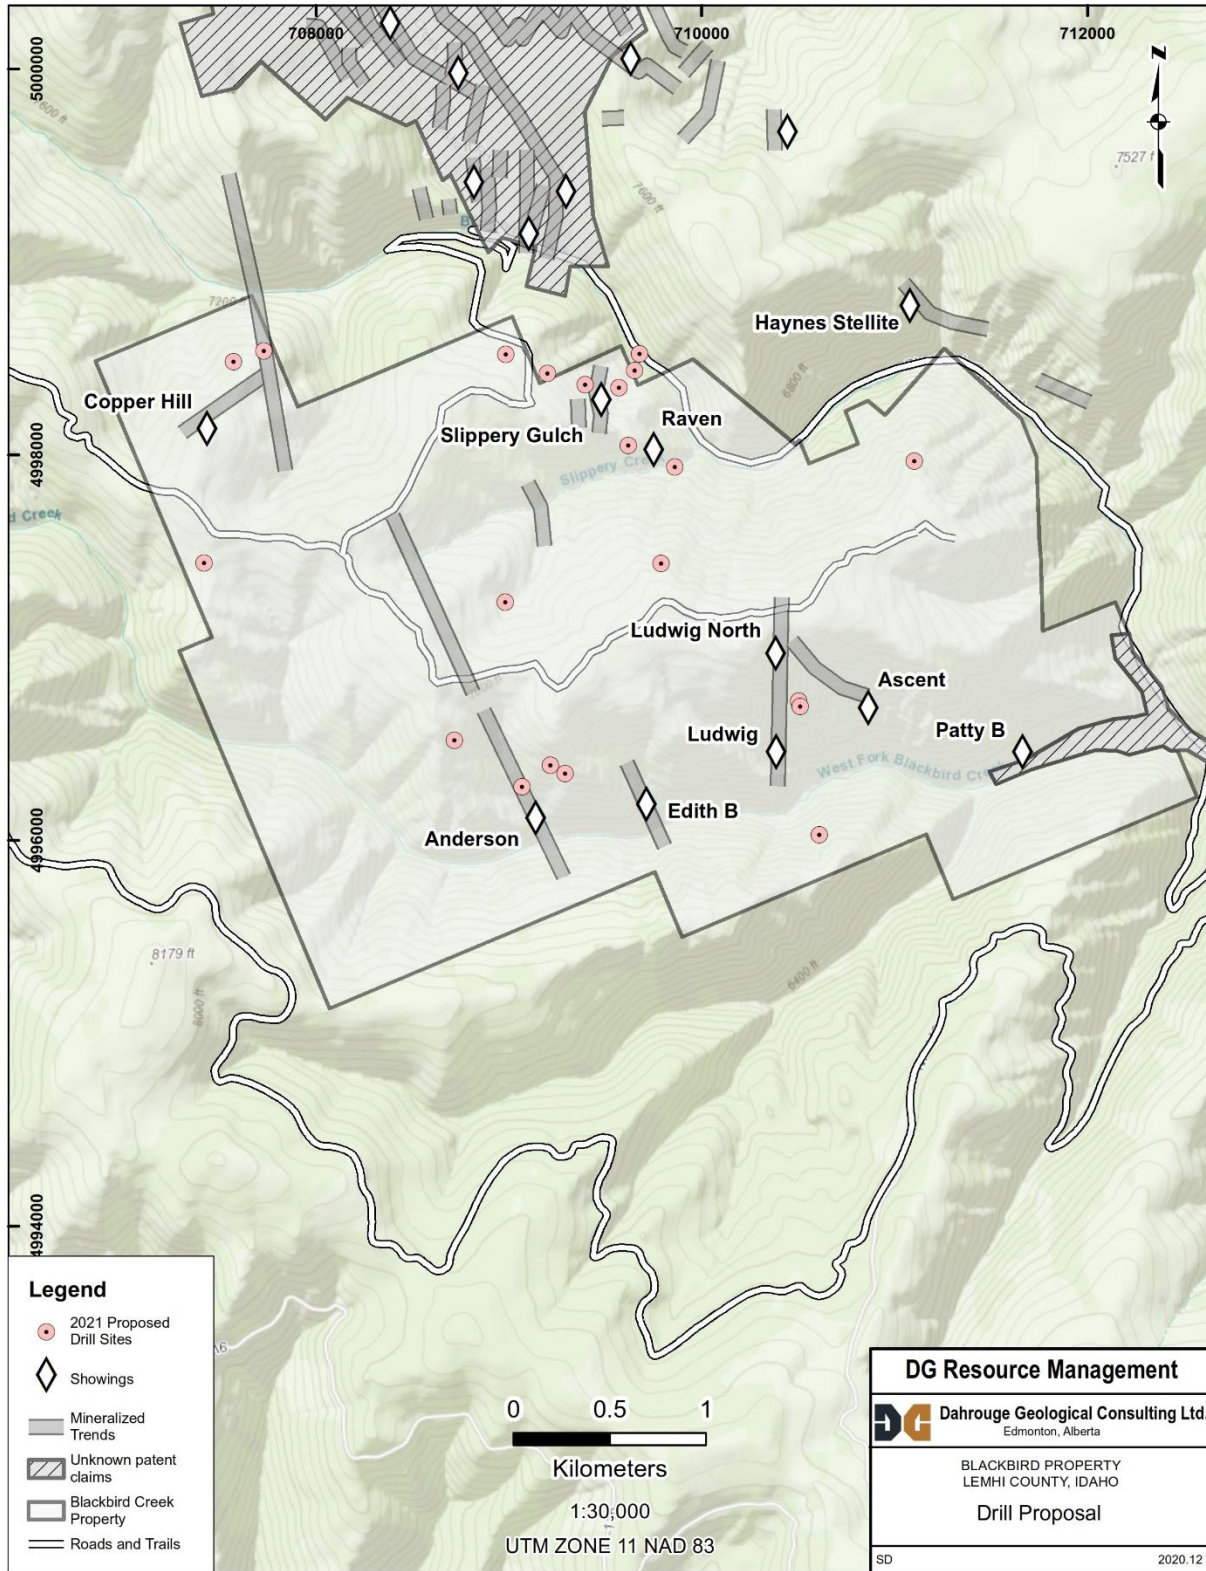 708000
710000
712000
5000000
7600 ft
7527 ft
7600 ft
7200 ft
Haynes Stellite
6800 ft
Copper Hill
Raven
Slippery Gulch
4998000
Slippery Creek
d Creek
Ludwig North
Ascent
Ludwig
Patty B
West Fork Blackbird Creek
Edith B
Anderson
4996000
8179 ft
8000 ft
6400 ft
4994000
Legend
2021 Proposed
Drill Sites
Showings
Mineralized
Trends
Unknown patent
claims
Blackbird Creek
Property
Roads and Trails
0 0.5 1
Kilometers
1:30,000
UTM ZONE 11 NAD 83
DG Resource Management
Dahrouge Geological Consulting Ltd.
Edmonton, Alberta
BLACKBIRD PROPERTY
LEMHI COUNTY, IDAHO
Drill Proposal
SD 2020.12